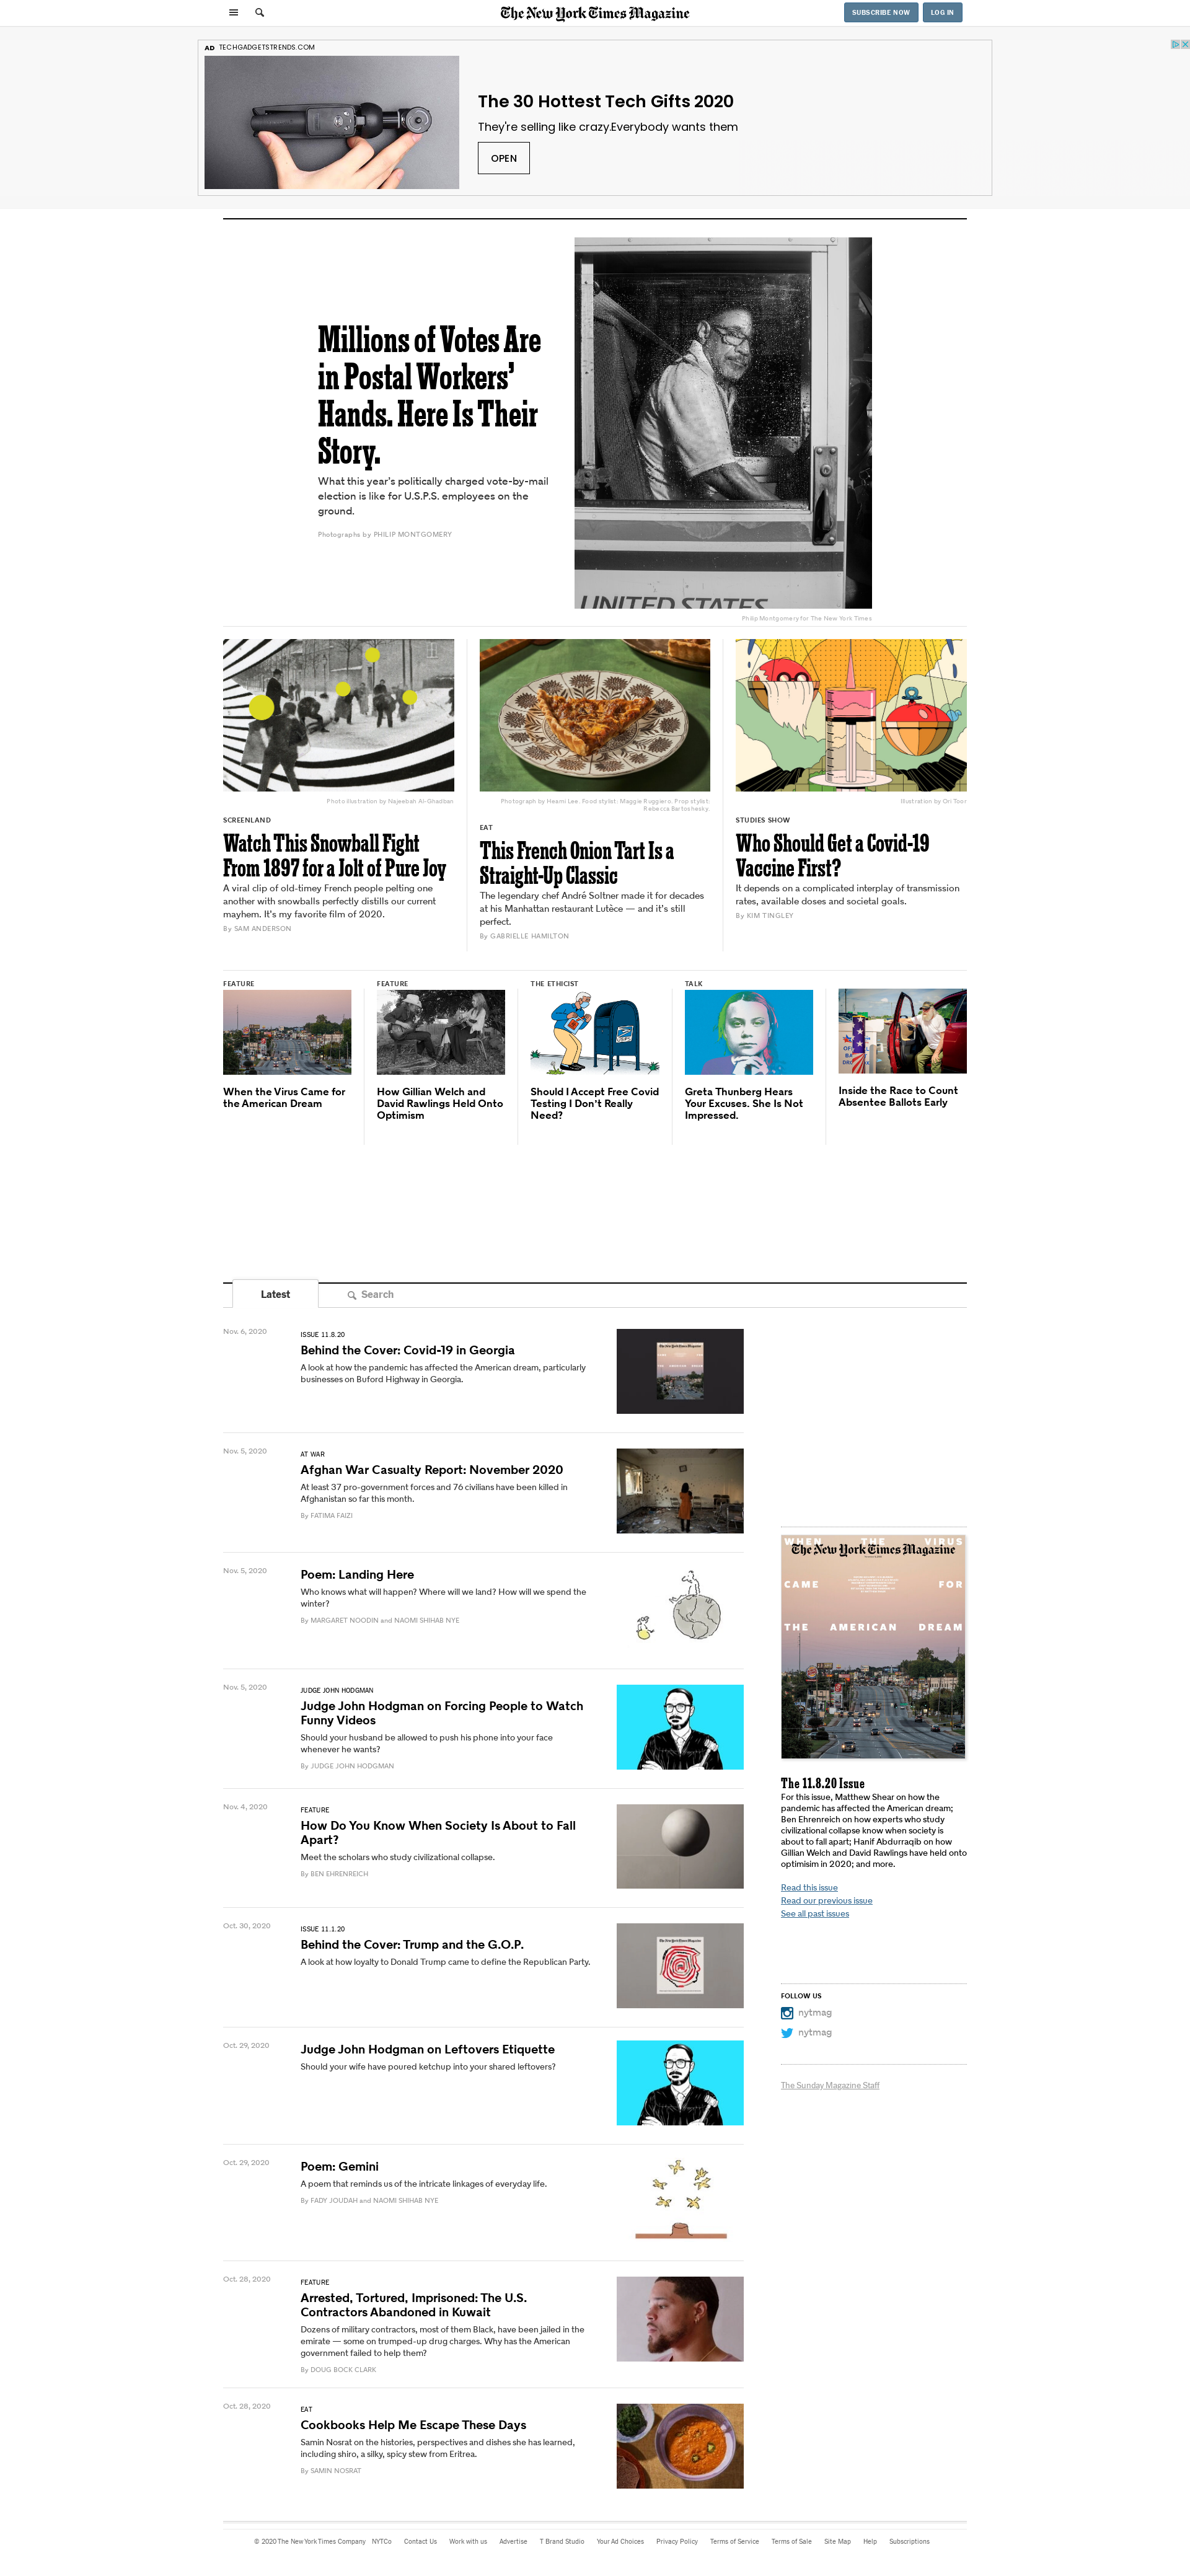 The New York Times Magazine
SUBSCRIBE NOW
LOG IN
AD TECHGADGETSTRENDS.COM
The 30 Hottest Tech Gifts 2020
They're selling like crazy.Everybody wants them
OPEN
Millions of Votes Are
in Postal Workers'
Hands. Here Is Their
Story.
What this year's politically charged vote-by-mail
election is like for U.S.P.S. employees on the
ground.
Photographs by PHILIP MONTGOMERY
UNITED STATES
Philip Montgomery for The New York Times
Photo illustration by Najeebah Al-Ghadban
SCREENLAND
Watch This Snowball Fight
From 1897 for a Jolt of Pure Joy
A viral clip of old-timey French people pelting one
another with snowballs perfectly distills our current
mayhem. It's my favorite film of 2020.
By SAM ANDERSON
Photograph by Heami Lee. Food stylist: Maggie Ruggiero. Prop stylist:
Rebecca Bartoshesky.
EAT
This French Onion Tart Is a
Straight-Up Classic
The legendary chef André Soltner made it for decades
at his Manhattan restaurant Lutèce — and it's still
perfect.
By GABRIELLE HAMILTON
Illustration by Ori Toor
STUDIES SHOW
Who Should Get a Covid-19
Vaccine First?
It depends on a complicated interplay of transmission
rates, available doses and societal goals.
By KIM TINGLEY
FEATURE
When the Virus Came for
the American Dream
FEATURE
How Gillian Welch and
David Rawlings Held Onto
Optimism
THE ETHICIST
Should I Accept Free Covid
Testing I Don't Really
Need?
TALK
Greta Thunberg Hears
Your Excuses. She Is Not
Impressed.
Inside the Race to Count
Absentee Ballots Early
Latest
Search
Nov. 6, 2020
ISSUE 11.8.20
Behind the Cover: Covid-19 in Georgia
A look at how the pandemic has affected the American dream, particularly
businesses on Buford Highway in Georgia.
Nov. 5, 2020
AT WAR
Afghan War Casualty Report: November 2020
At least 37 pro-government forces and 76 civilians have been killed in
Afghanistan so far this month.
By FATIMA FAIZI
Nov. 5, 2020
Poem: Landing Here
Who knows what will happen? Where will we land? How will we spend the
winter?
By MARGARET NOODIN and NAOMI SHIHAB NYE
Nov. 5, 2020
JUDGE JOHN HODGMAN
Judge John Hodgman on Forcing People to Watch
Funny Videos
Should your husband be allowed to push his phone into your face
whenever he wants?
By JUDGE JOHN HODGMAN
Nov. 4, 2020
FEATURE
How Do You Know When Society Is About to Fall
Apart?
Meet the scholars who study civilizational collapse.
By BEN EHRENREICH
Oct. 30, 2020
ISSUE 11.1.20
Behind the Cover: Trump and the G.O.P.
A look at how loyalty to Donald Trump came to define the Republican Party.
Oct. 29, 2020
Judge John Hodgman on Leftovers Etiquette
Should your wife have poured ketchup into your shared leftovers?
Oct. 29, 2020
Poem: Gemini
A poem that reminds us of the intricate linkages of everyday life.
By FADY JOUDAH and NAOMI SHIHAB NYE
Oct. 28, 2020
FEATURE
Arrested, Tortured, Imprisoned: The U.S.
Contractors Abandoned in Kuwait
Dozens of military contractors, most of them Black, have been jailed in the
emirate — some on trumped-up drug charges. Why has the American
government failed to help them?
By DOUG BOCK CLARK
Oct. 28, 2020
EAT
Cookbooks Help Me Escape These Days
Samin Nosrat on the histories, perspectives and dishes she has learned,
including shiro, a silky, spicy stew from Eritrea.
By SAMIN NOSRAT
WHEN THE VIRUS
The New York Times Magazine
CAME FOR
THE AMERICAN DREAM
The 11.8.20 Issue
For this issue, Matthew Shear on how the
pandemic has affected the American dream;
Ben Ehrenreich on how experts who study
civilizational collapse know when society is
about to fall apart; Hanif Abdurraqib on how
Gillian Welch and David Rawlings have held onto
optimisim in 2020; and more.
Read this issue
Read our previous issue
See all past issues
FOLLOW US
nytmag
nytmag
The Sunday Magazine Staff
© 2020 The New York Times Company NYTCo Contact Us Work with us Advertise T Brand Studio Your Ad Choices Privacy Policy Terms of Service Terms of Sale Site Map Help Subscriptions